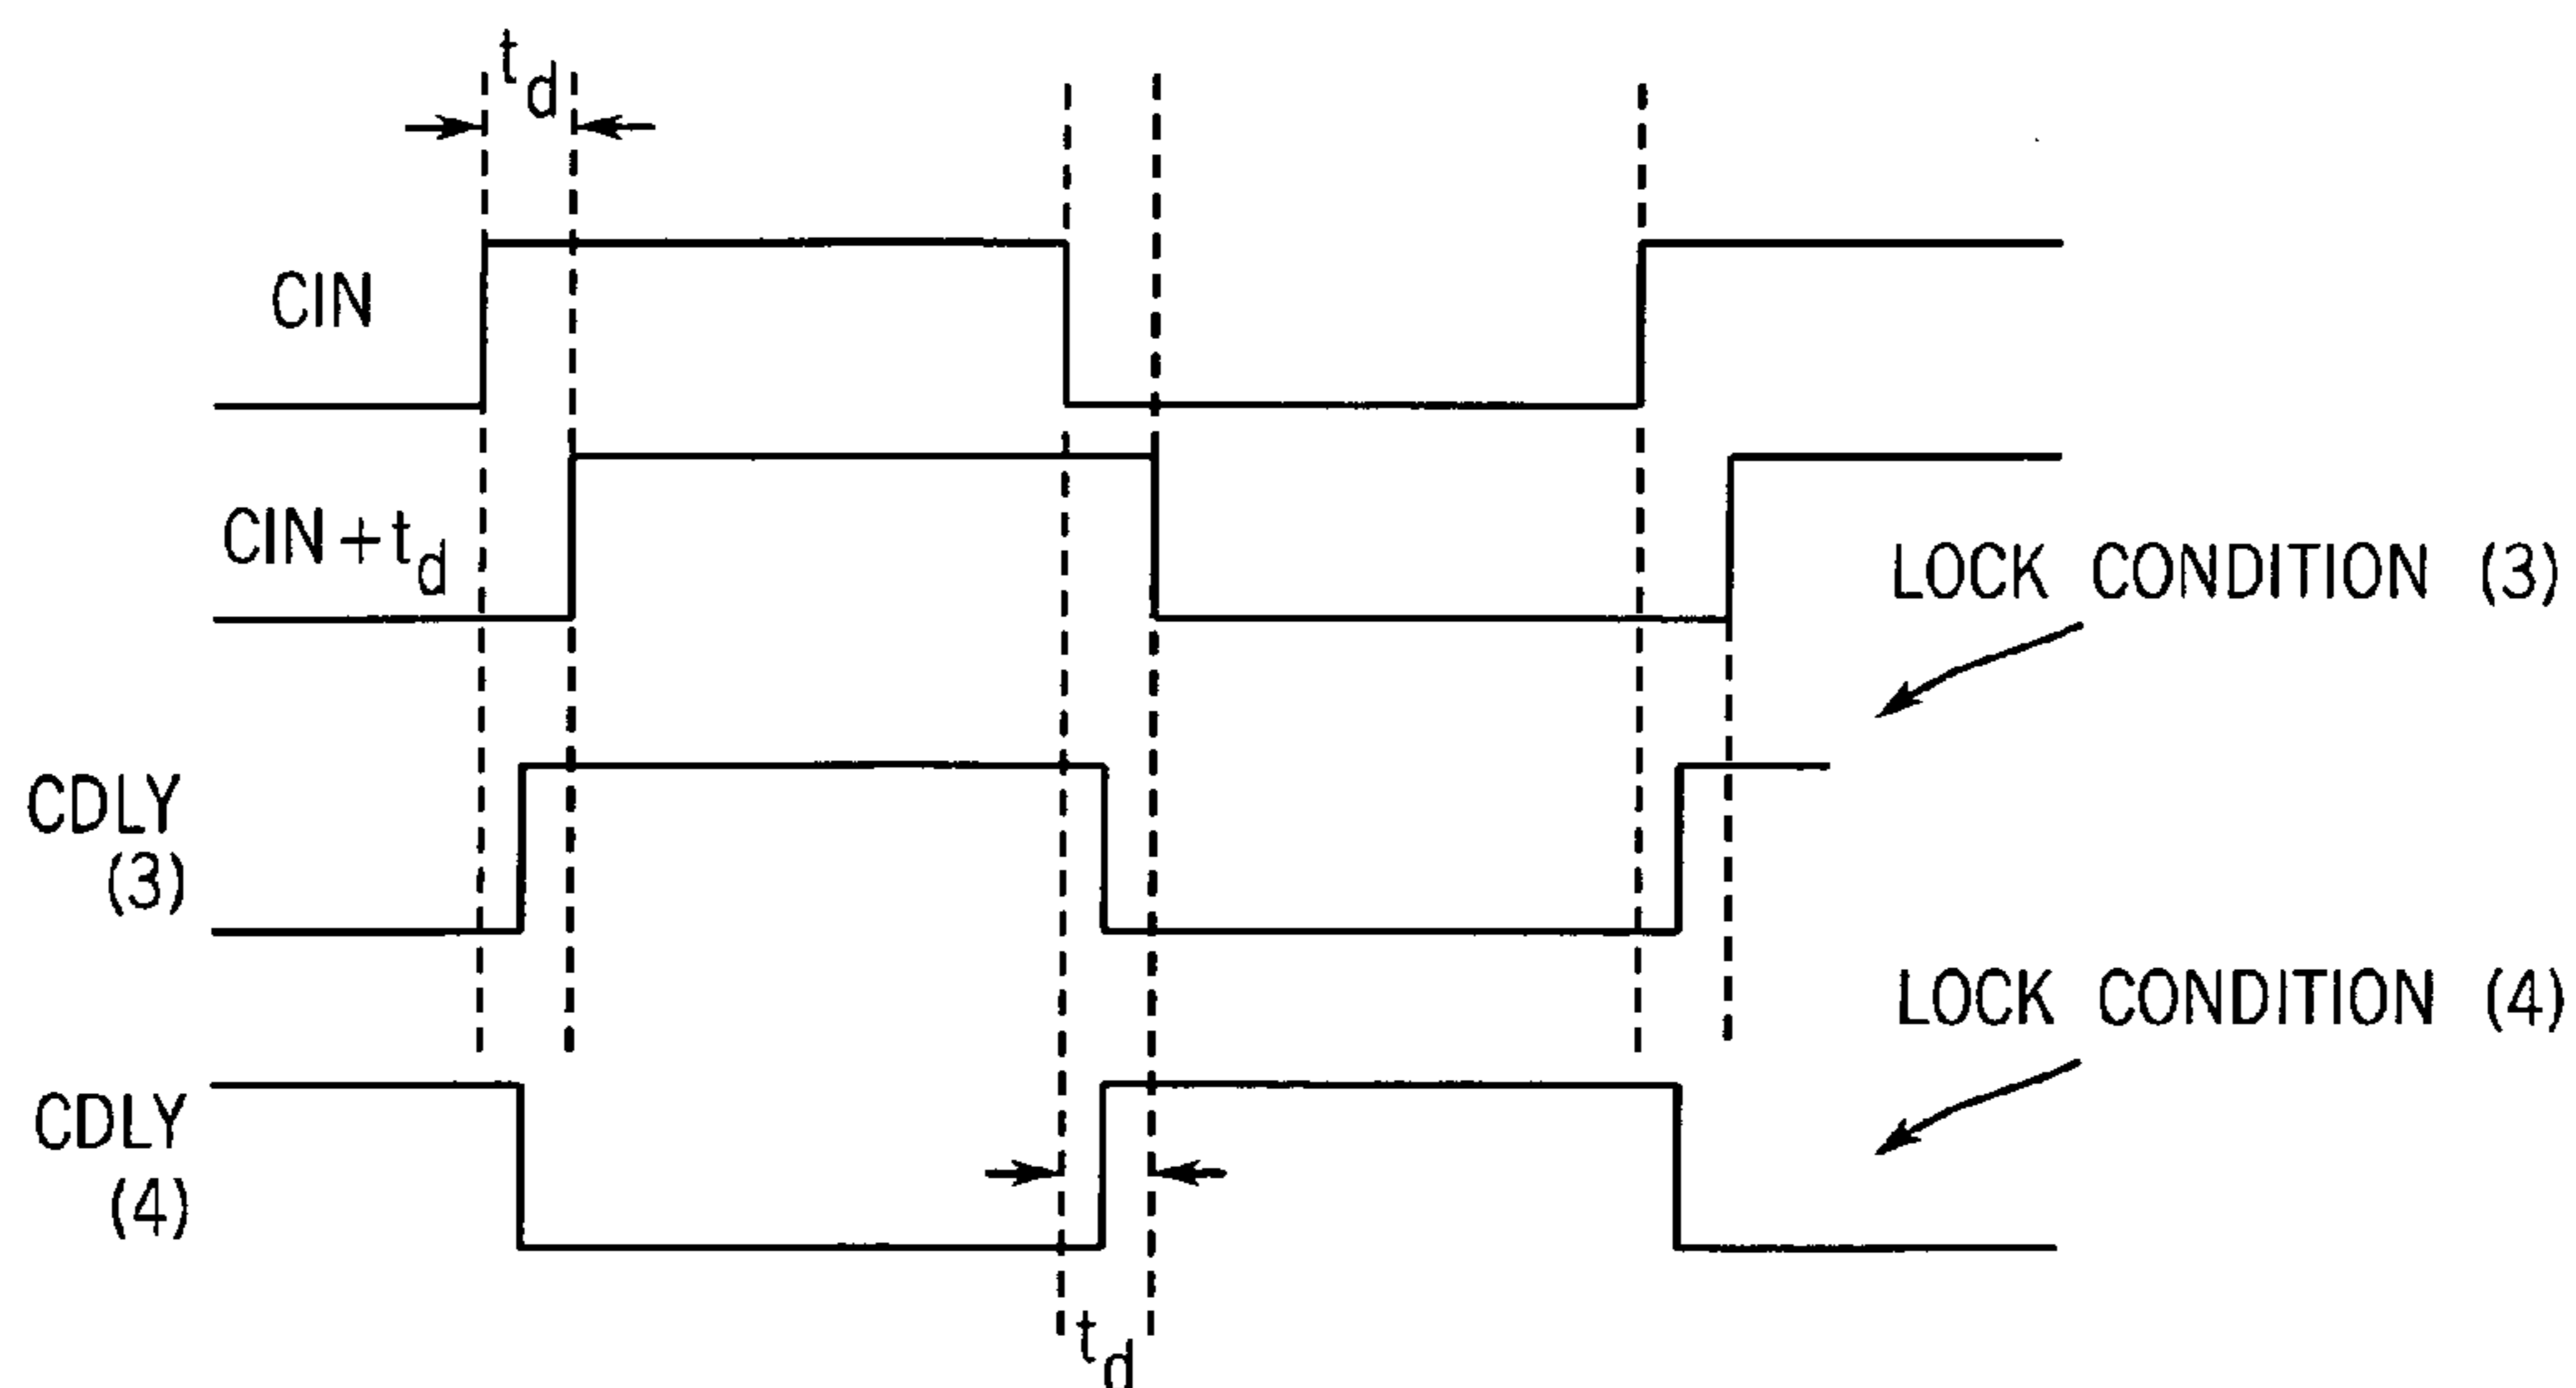 td
CIN
CIN+td
LOCK CONDITION (3)
CDLY
(3)
LOCK CONDITION (4)
CDLY
(4)
td